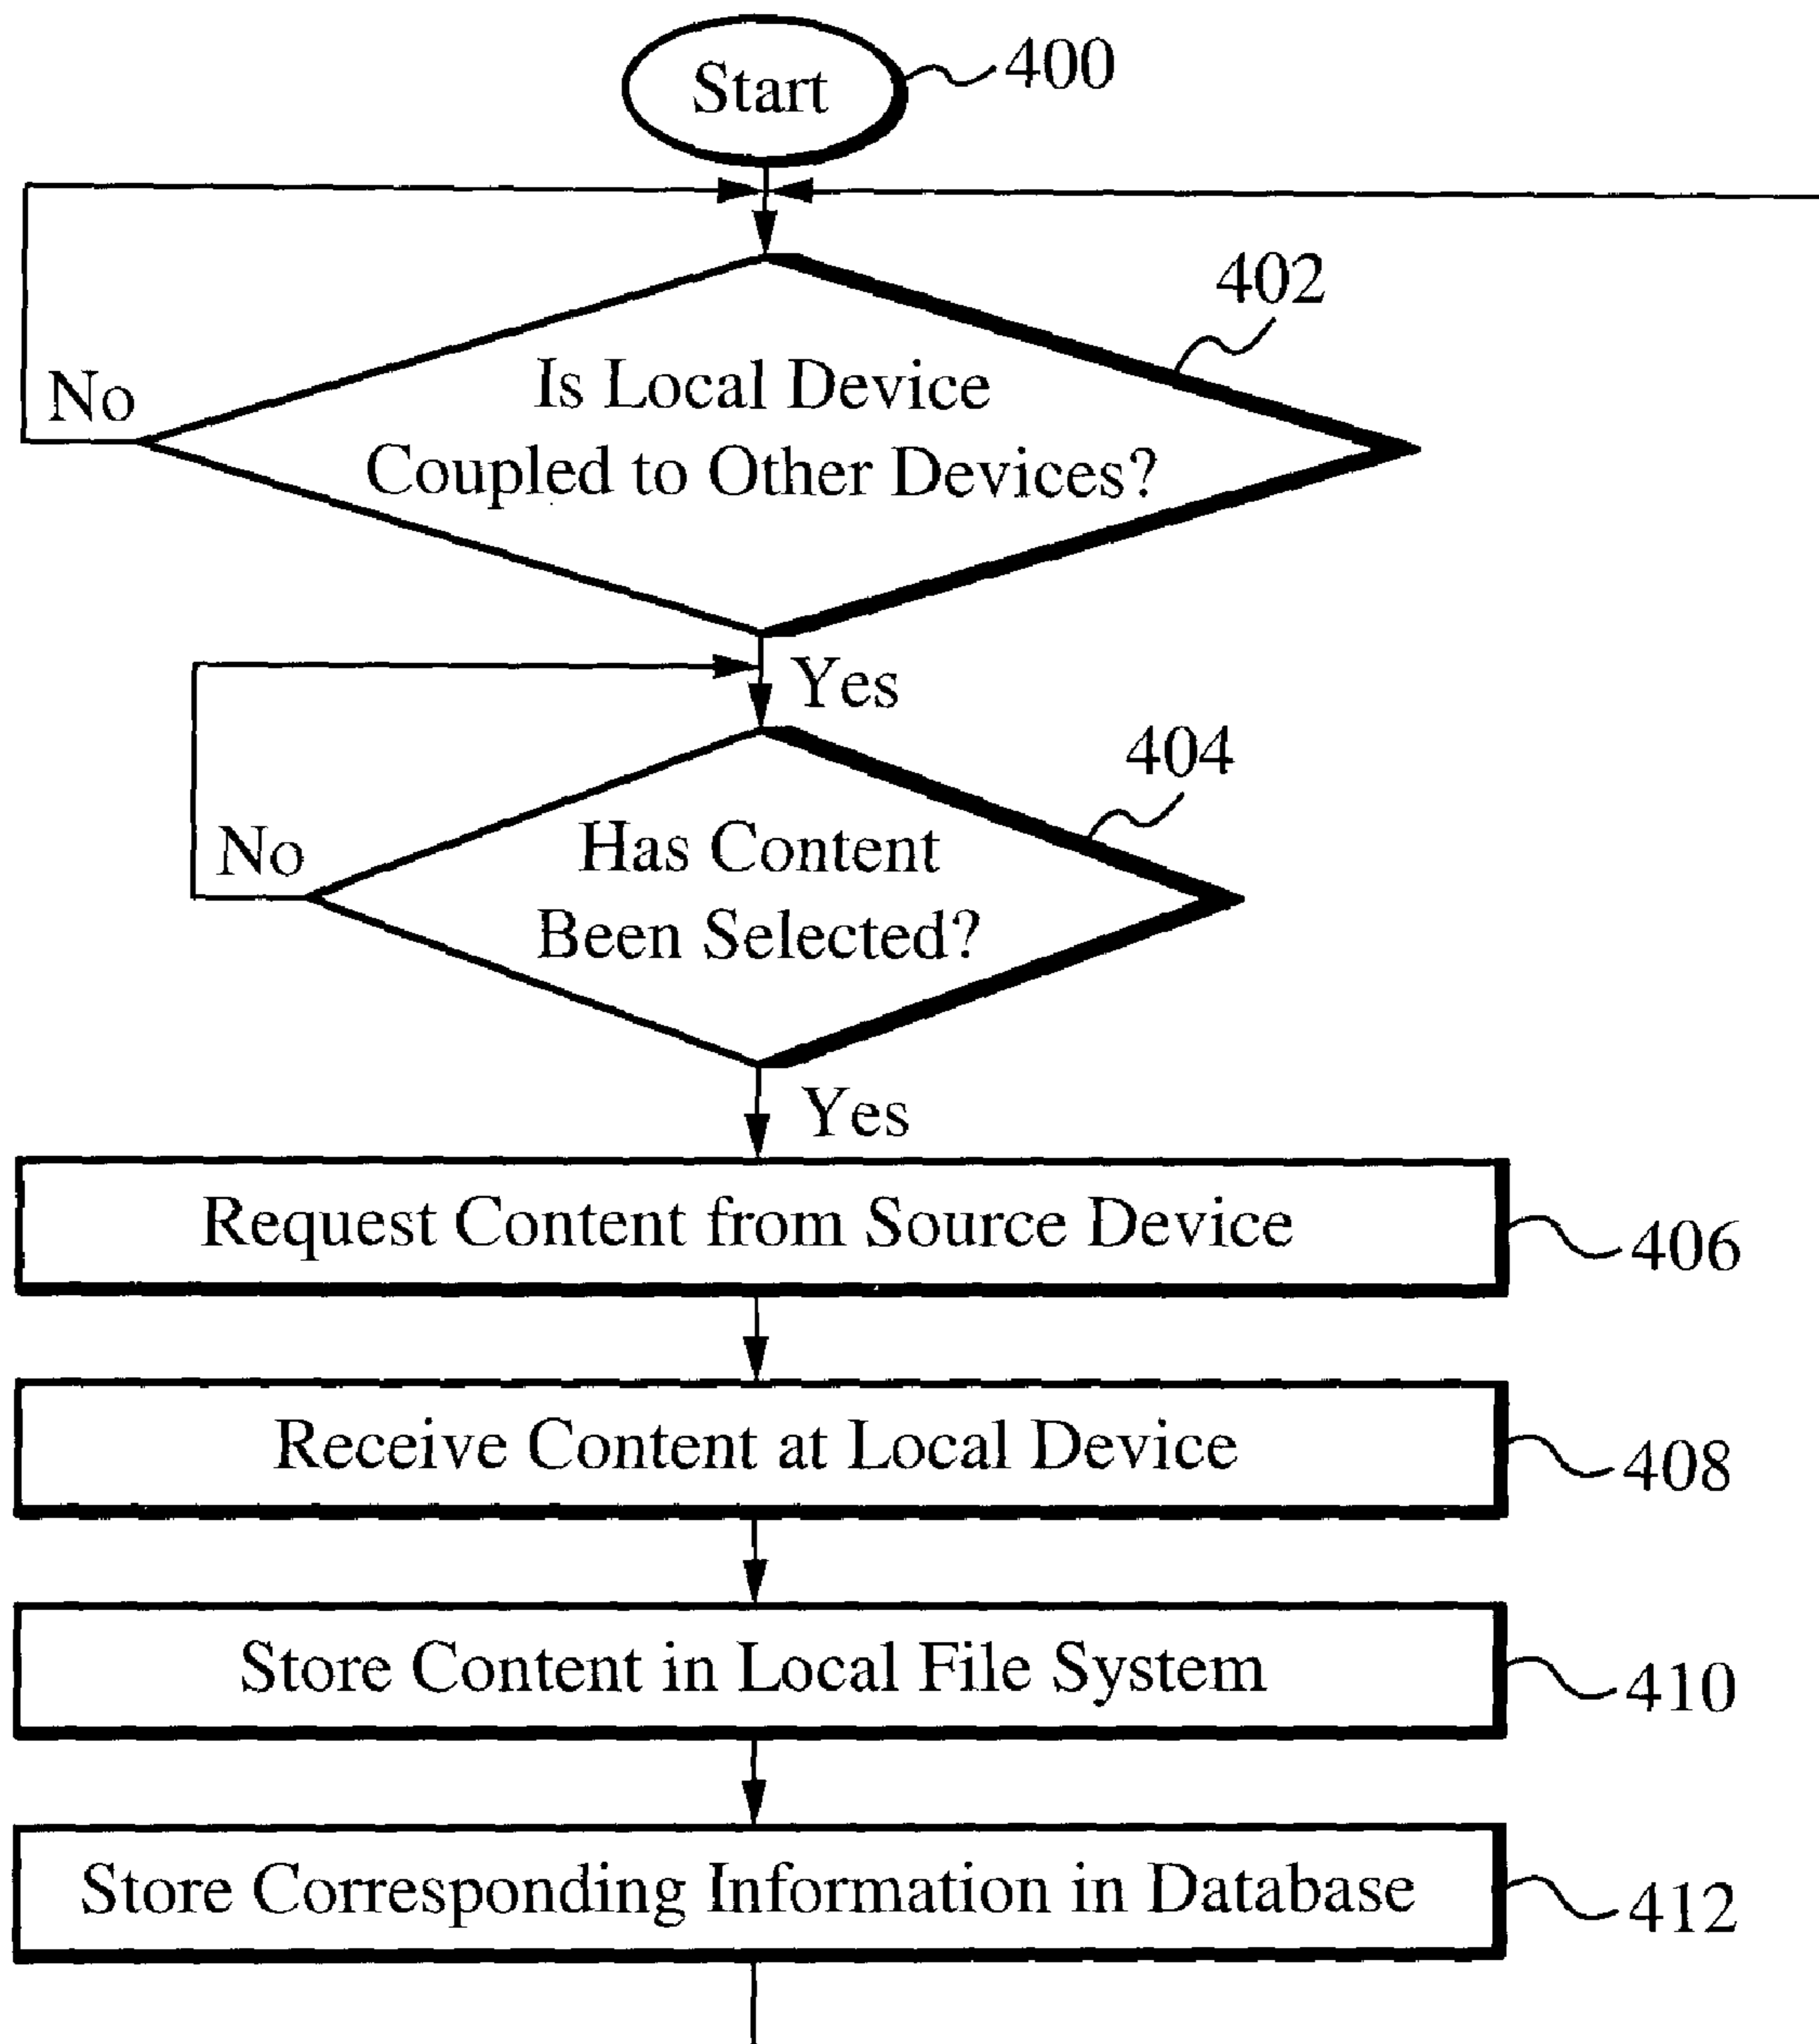 Start
400
402
Is Local Device
Coupled to Other Devices?
No
Yes
404
Has Content
Been Selected?
No
Yes
Request Content from Source Device
406
Receive Content at Local Device
408
Store Content in Local File System
410
Store Corresponding Information in Database
412